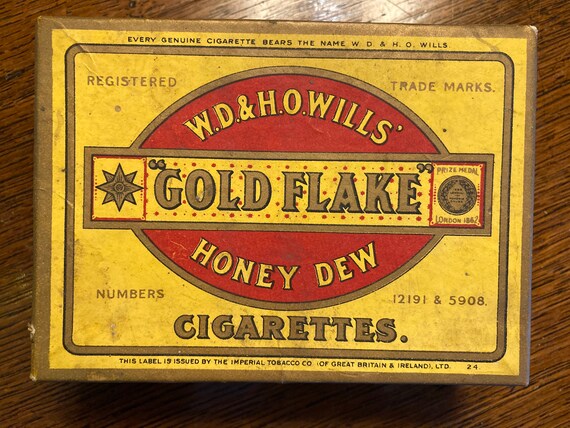 EVERY GENUINE CIGARETTE BEARS THE NAME W. D. & H. O. WILLS
REGISTERED TRADE MARKS.
W.D.&H.O.WILLS'
"GOLD FLAKE"
PRIZE MEDAL
LONDON 1862
HONEY DEW
NUMBERS 12191 & 5908.
CIGARETTES.
THIS LABEL IS ISSUED BY THE IMPERIAL TOBACCO CO. (OF GREAT BRITAIN & IRELAND), LTD. 24.